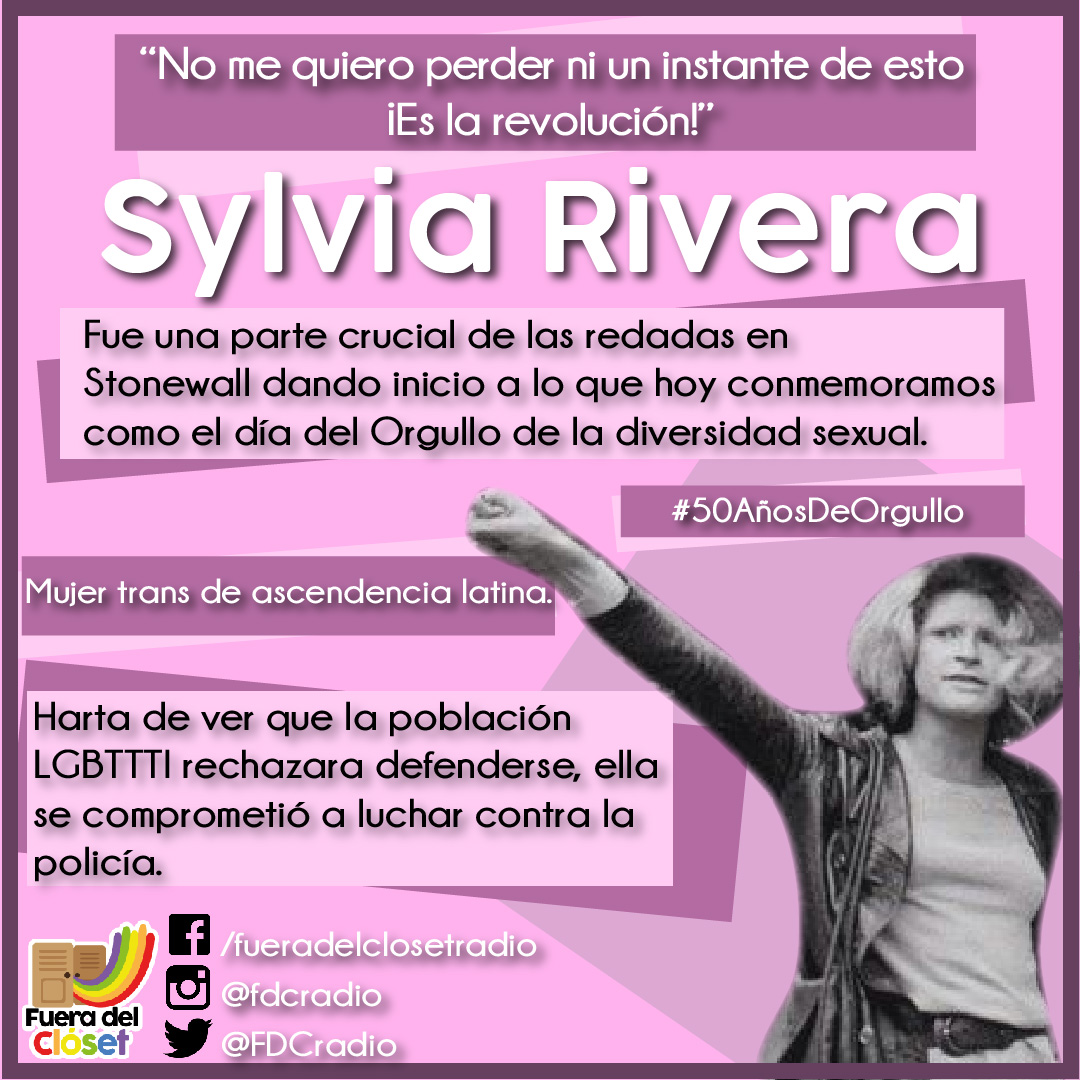 “No me quiero perder ni un instante de esto
¡Es la revolución!”
Sylvia Rivera
Fue una parte crucial de las redadas en
Stonewall dando inicio a lo que hoy conmemoramos
como el día del Orgullo de la diversidad sexual.
#50AñosDeOrgullo
Mujer trans de ascendencia latina.
Harta de ver que la población
LGBTTTI rechazara defenderse, ella
se comprometió a luchar contra la
policía.
/fueradelclosetradio
@fdcradio
@FDCradio
Fuera del
Clóset